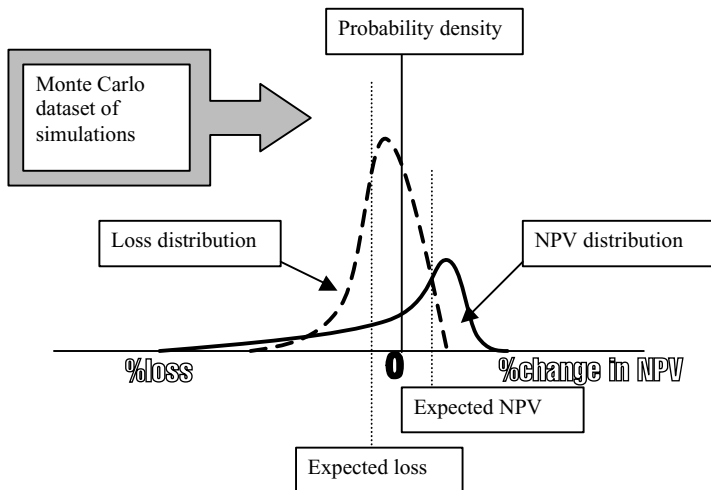 Probability density
Monte Carlo
dataset of
simulations
Loss distribution
NPV distribution
%loss
0
%change in NPV
Expected NPV
Expected loss